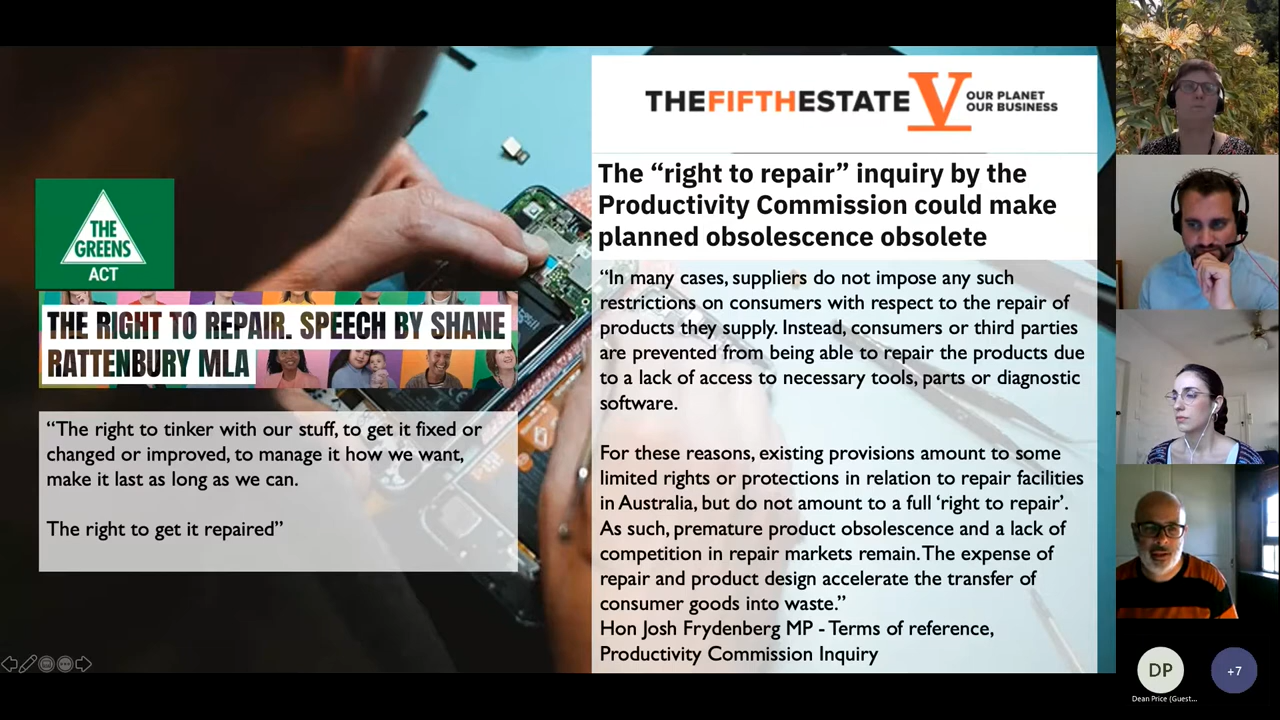 THE
GREENS
ACT
THE RIGHT TO REPAIR. SPEECH BY SHANE
RATTENBURY MLA
“The right to tinker with our stuff, to get it fixed or
changed or improved, to manage it how we want,
make it last as long as we can.
The right to get it repaired”
THEFIFTHESTATE V OUR PLANET
OUR BUSINESS
The “right to repair” inquiry by the
Productivity Commission could make
planned obsolescence obsolete
“In many cases, suppliers do not impose any such
restrictions on consumers with respect to the repair of
products they supply. Instead, consumers or third parties
are prevented from being able to repair the products due
to a lack of access to necessary tools, parts or diagnostic
software.
For these reasons, existing provisions amount to some
limited rights or protections in relation to repair facilities
in Australia, but do not amount to a full ‘right to repair’.
As such, premature product obsolescence and a lack of
competition in repair markets remain. The expense of
repair and product design accelerate the transfer of
consumer goods into waste.”
Hon Josh Frydenberg MP - Terms of reference,
Productivity Commission Inquiry
DP
Dean Price (Guest...
+7